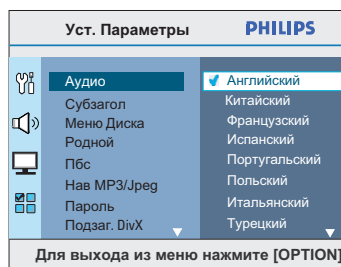 Уст. Параметры PHILIPS
Аудио Английский
Субзагол Китайский
Меню Диска Французский
Родной Испанский
Пбс Португальский
Нав MP3/Jpeg Польский
Пароль Итальянский
Подзаг. DivX Турецкий
Для выхода из меню нажмите [OPTION]